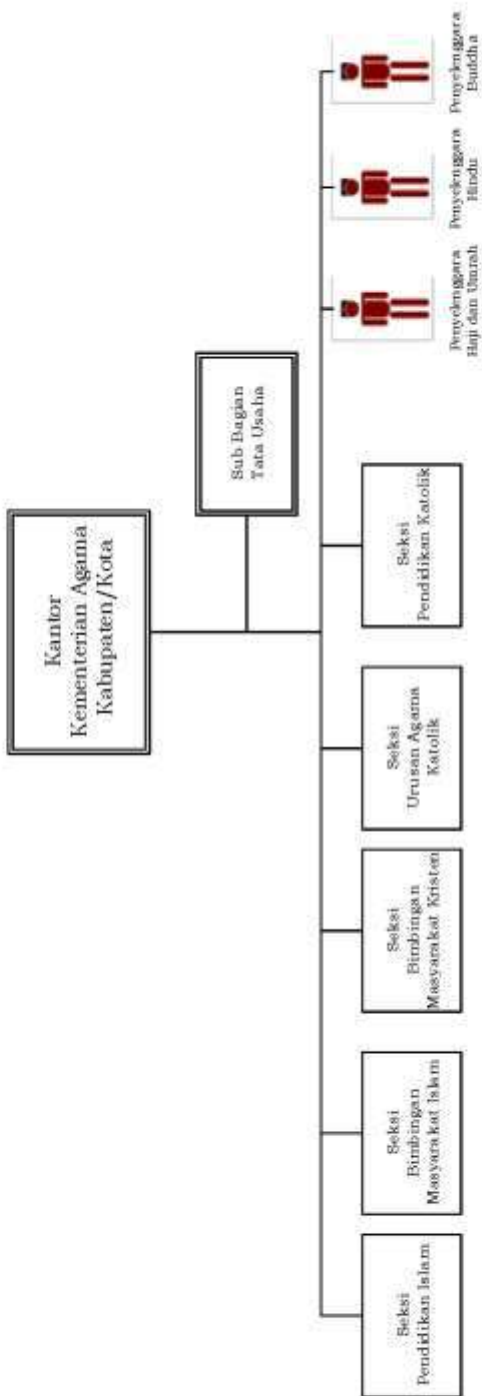 Kantor
Kementerian Agama
Kabupaten/Kota
Sub Bagian
Tata Usaha
Seksi
Pendidikan Islam
Seksi
Bimbingan
Masyarakat Islam
Seksi
Bimbingan
Masyarakat Kristen
Seksi
Urusan Agama
Katolik
Seksi
Pendidikan Katolik
Penyelenggara
Haji dan Umrah
Penyelenggara
Hindu
Penyelenggara
Buddha